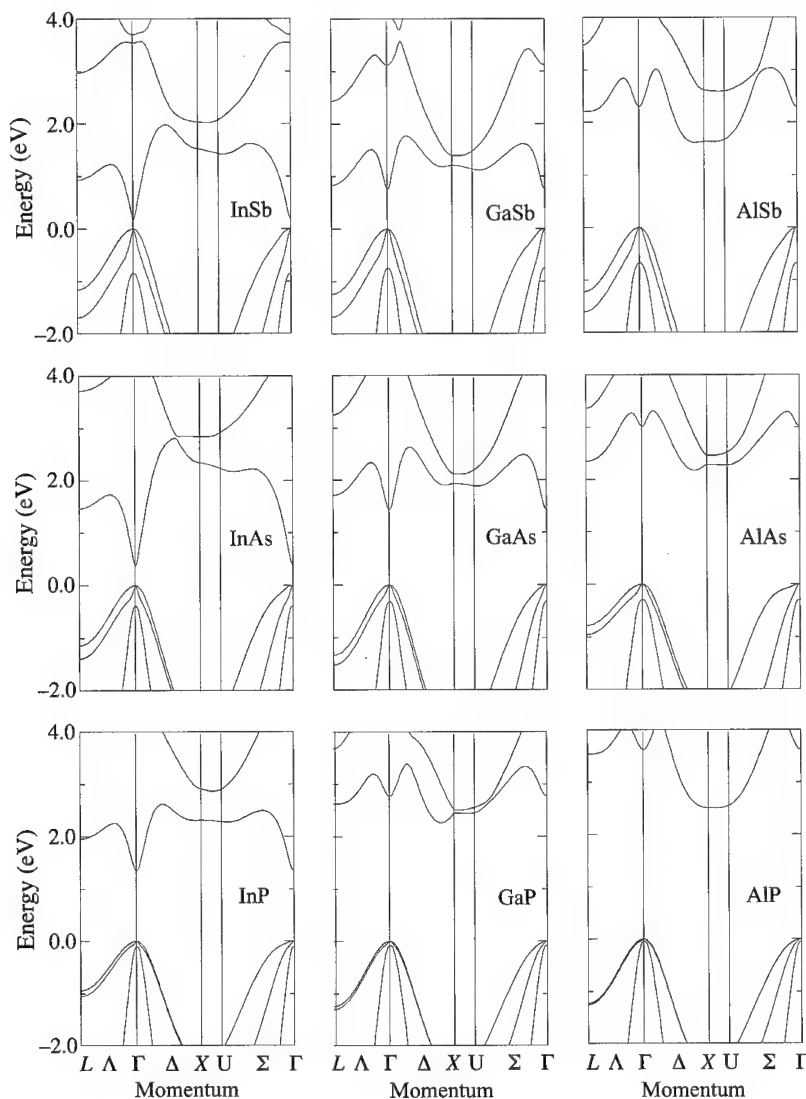 4.0
2.0
0.0
−2.0
Energy (eV)
InSb
GaSb
AlSb
4.0
2.0
0.0
−2.0
Energy (eV)
InAs
GaAs
AlAs
4.0
2.0
0.0
−2.0
Energy (eV)
InP
GaP
AlP
L Λ Γ Δ X U Σ Γ
L Λ Γ Δ X U Σ Γ
L Λ Γ Δ X U Σ Γ
Momentum
Momentum
Momentum